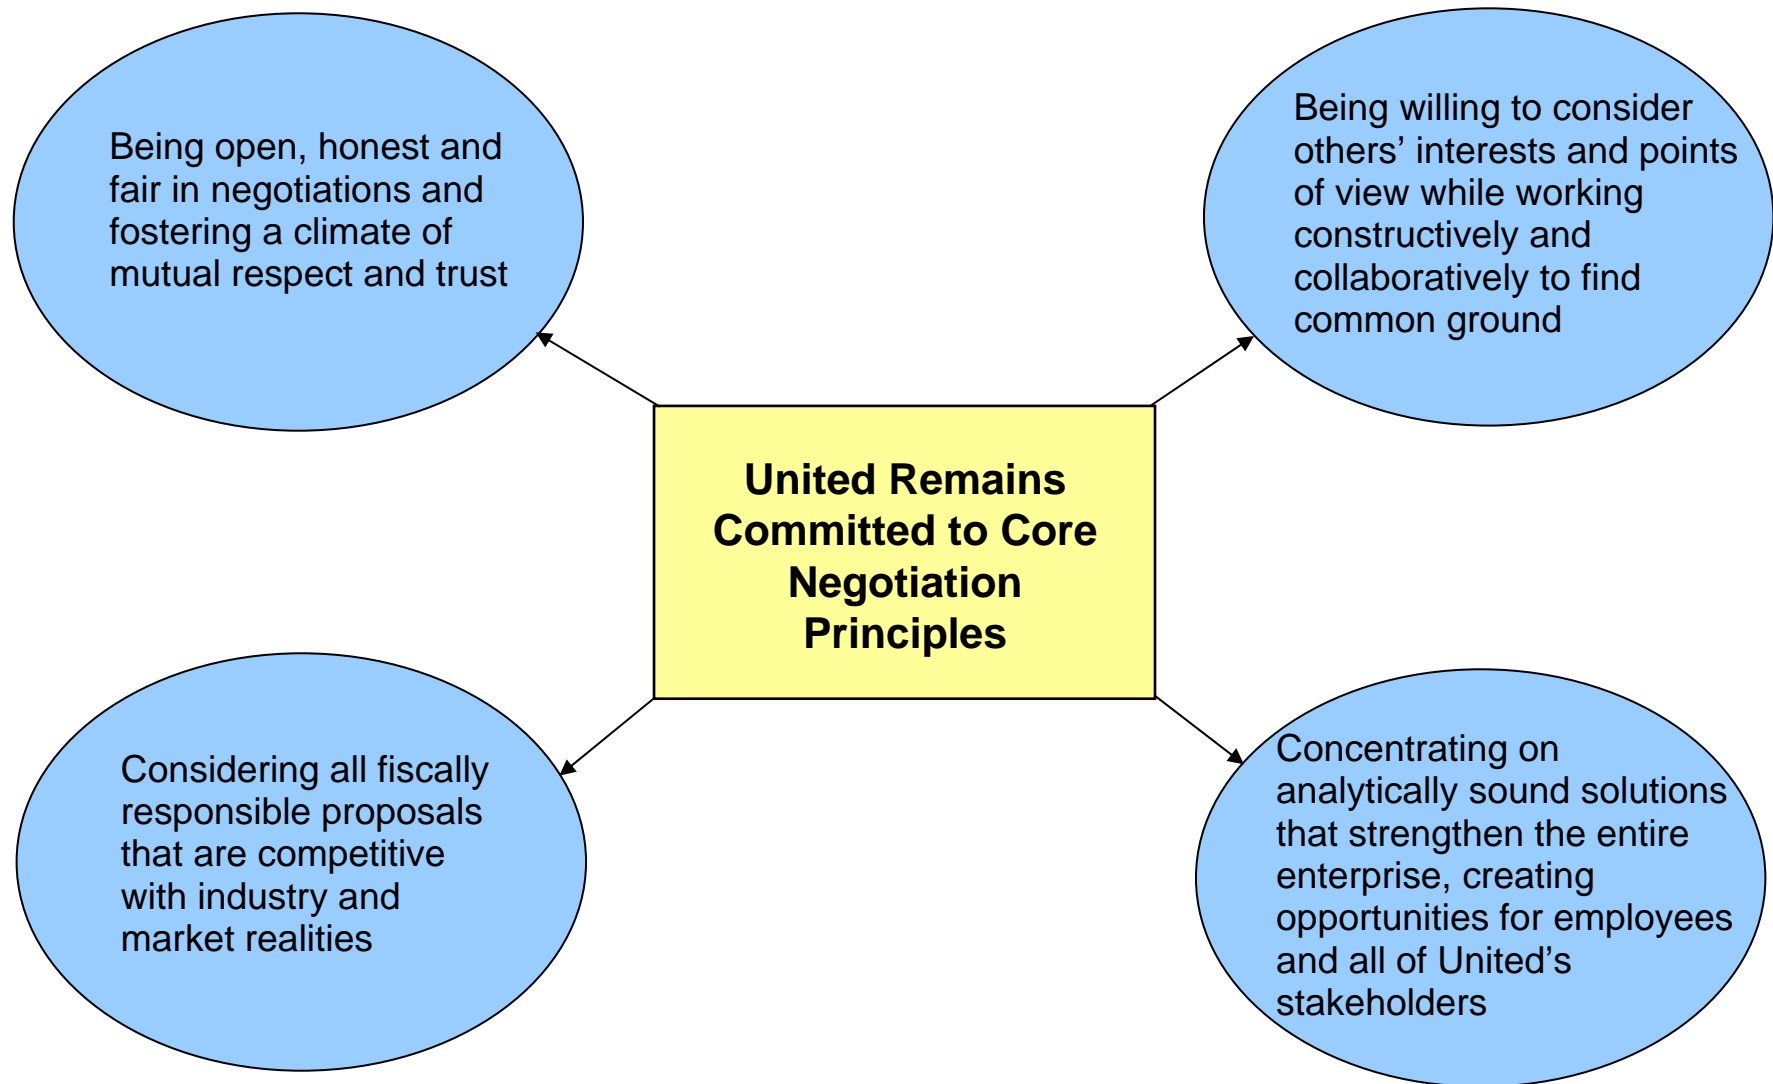 Being open, honest and
fair in negotiations and
fostering a climate of
mutual respect and trust
Being willing to consider
others’ interests and points
of view while working
constructively and
collaboratively to find
common ground
United Remains
Committed to Core
Negotiation
Principles
Considering all fiscally
responsible proposals
that are competitive
with industry and
market realities
Concentrating on
analytically sound solutions
that strengthen the entire
enterprise, creating
opportunities for employees
and all of United’s
stakeholders